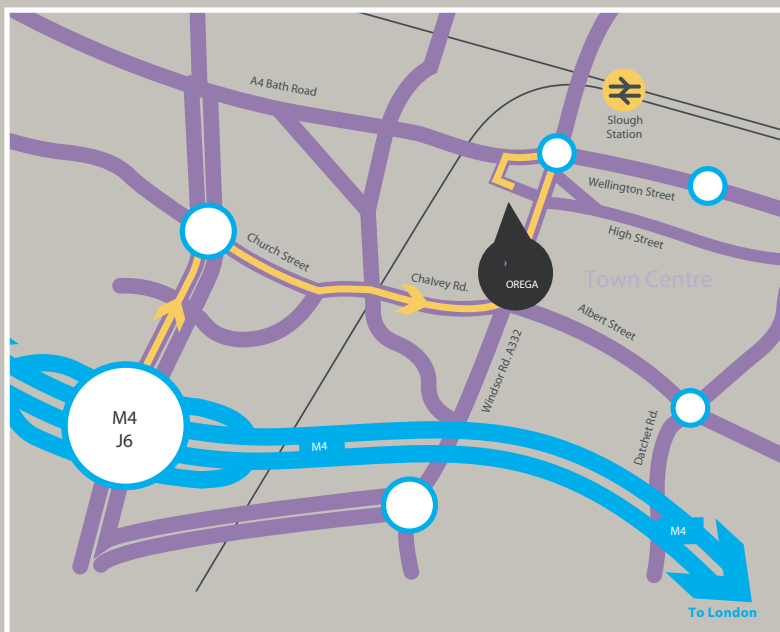 A4 Bath Road
Slough
Station
Wellington Street
High Street
Church Street
Chalvey Rd.
OREGA
Town Centre
Albert Street
Windsor Rd. A332
Datchet Rd.
M4
J6
M4
M4
To London